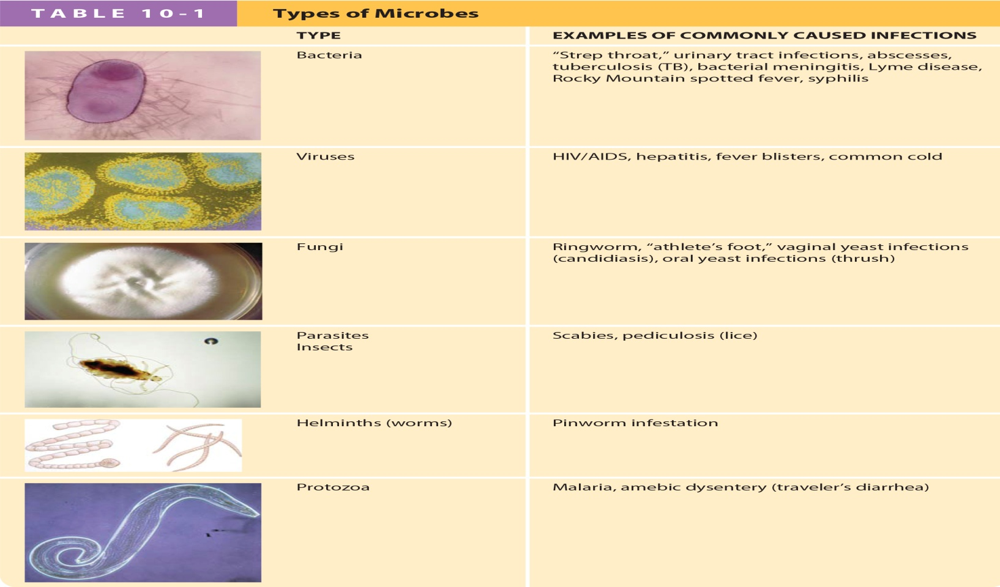 TABLE 10-1 Types of Microbes
TYPE
EXAMPLES OF COMMONLY CAUSED INFECTIONS
Bacteria
“Strep throat,” urinary tract infections, abscesses,
tuberculosis (TB), bacterial meningitis, Lyme disease,
Rocky Mountain spotted fever, syphilis
Viruses
HIV/AIDS, hepatitis, fever blisters, common cold
Fungi
Ringworm, “athlete’s foot,” vaginal yeast infections
(candidiasis), oral yeast infections (thrush)
Parasites
Insects
Scabies, pediculosis (lice)
Helminths (worms)
Pinworm infestation
Protozoa
Malaria, amebic dysentery (traveler’s diarrhea)